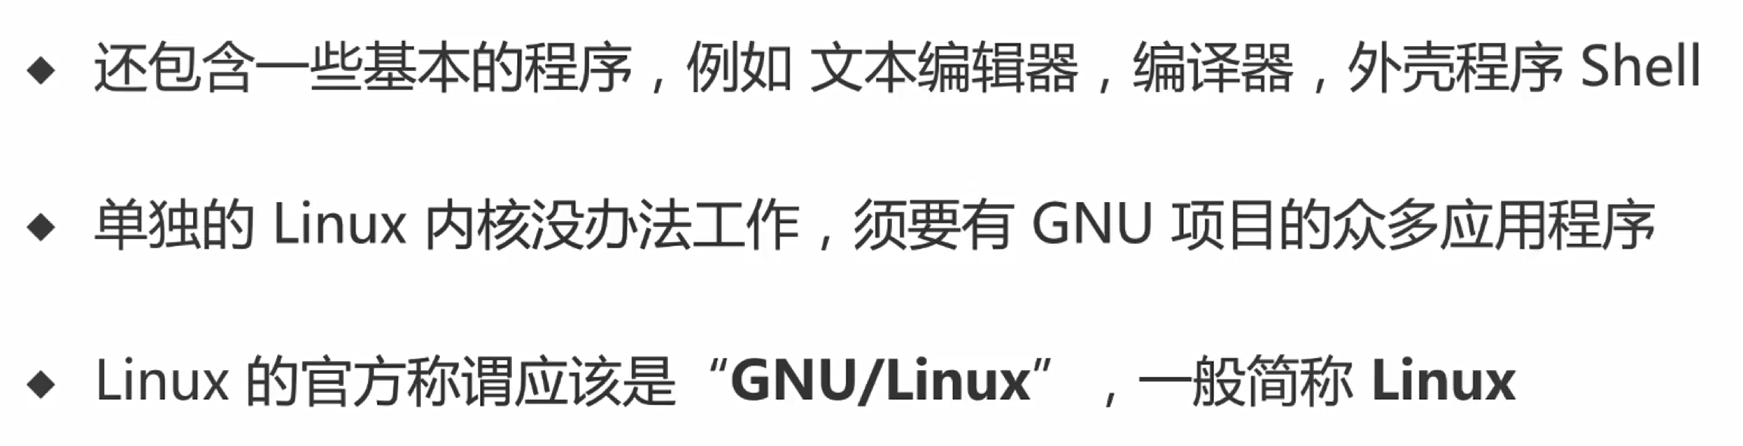 ◆ 还包含一些基本的程序，例如 文本编辑器，编译器，外壳程序 Shell
◆ 单独的 Linux 内核没办法工作，须要有 GNU 项目的众多应用程序
◆ Linux 的官方称谓应该是“GNU/Linux”，一般简称 Linux